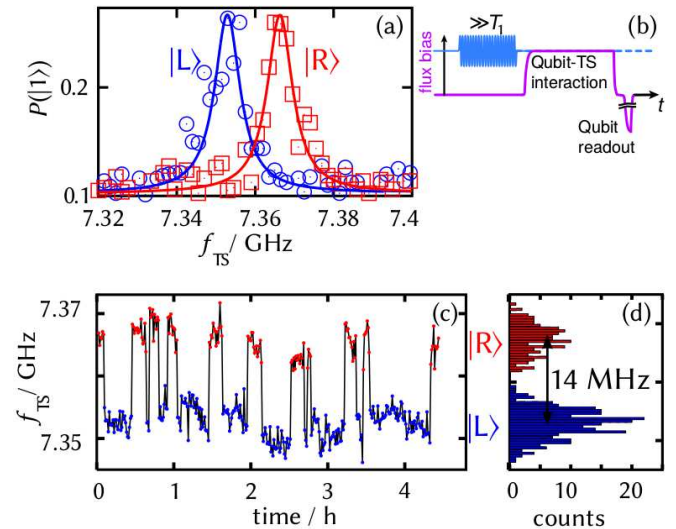 (a)
|L⟩
|R⟩
P(|1⟩)
0.2
0.1
7.32
7.34
7.36
7.38
7.4
f_TS / GHz
(b)
≫T₁
flux bias
Qubit-TS
interaction
t
Qubit
readout
(c)
7.37
7.35
f_TS / GHz
0
1
2
3
4
time / h
(d)
|R⟩
14 MHz
|L⟩
0
10
20
counts